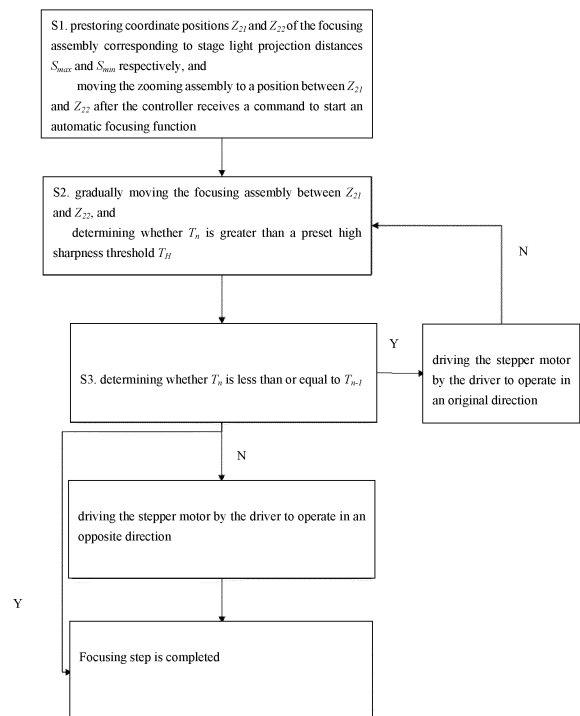 S1. prestoring coordinate positions Z21 and Z22 of the focusing
assembly corresponding to stage light projection distances
Smax and Smin respectively, and
moving the zooming assembly to a position between Z21
and Z22 after the controller receives a command to start an
automatic focusing function
S2. gradually moving the focusing assembly between Z21
and Z22, and
determining whether Tn is greater than a preset high
sharpness threshold TH
N
S3. determining whether Tn is less than or equal to Tn-1
Y
driving the stepper motor
by the driver to operate in
an original direction
N
driving the stepper motor by the driver to operate in an
opposite direction
Y
Focusing step is completed